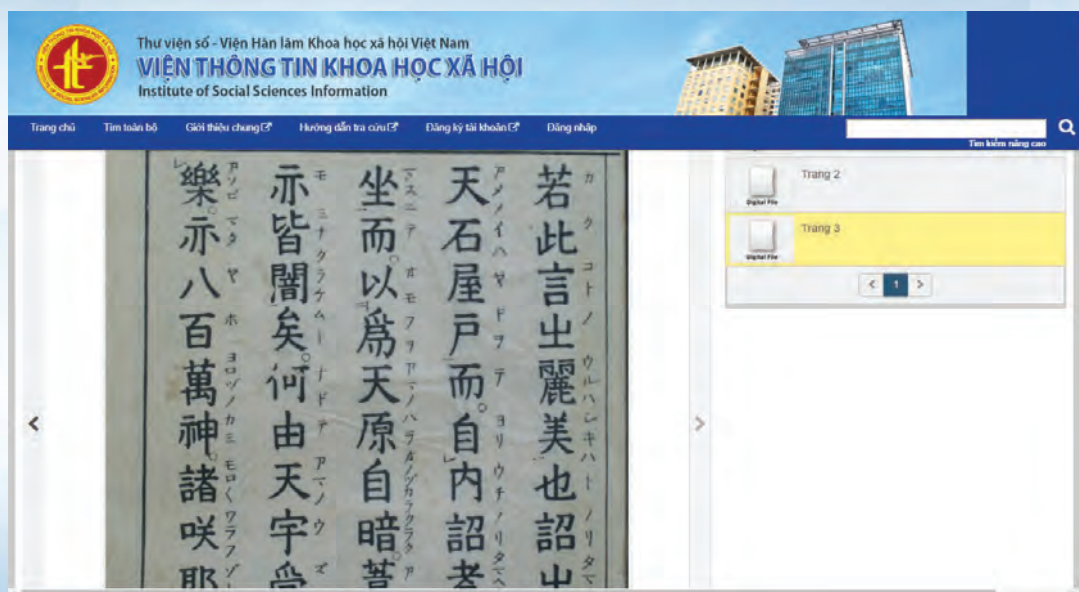 Thư viện số - Viện Hàn lâm Khoa học xã hội Việt Nam
VIỆN THÔNG TIN KHOA HỌC XÃ HỘI
Institute of Social Sciences Information
Trang chủ
Tìm toàn bộ
Giới thiệu chung
Hướng dẫn tra cứu
Đăng ký tài khoản
Đăng nhập
Tìm kiếm nâng cao
若此言㞢麗美也詔㞢
天石屋戸而。自内詔者
坐而。以爲天原自暗。葦
亦皆闇矣。何由天宇受
樂亦八百萬神。諸咲耶
Trang 2
Digital File
Trang 3
Digital File
< 1 >